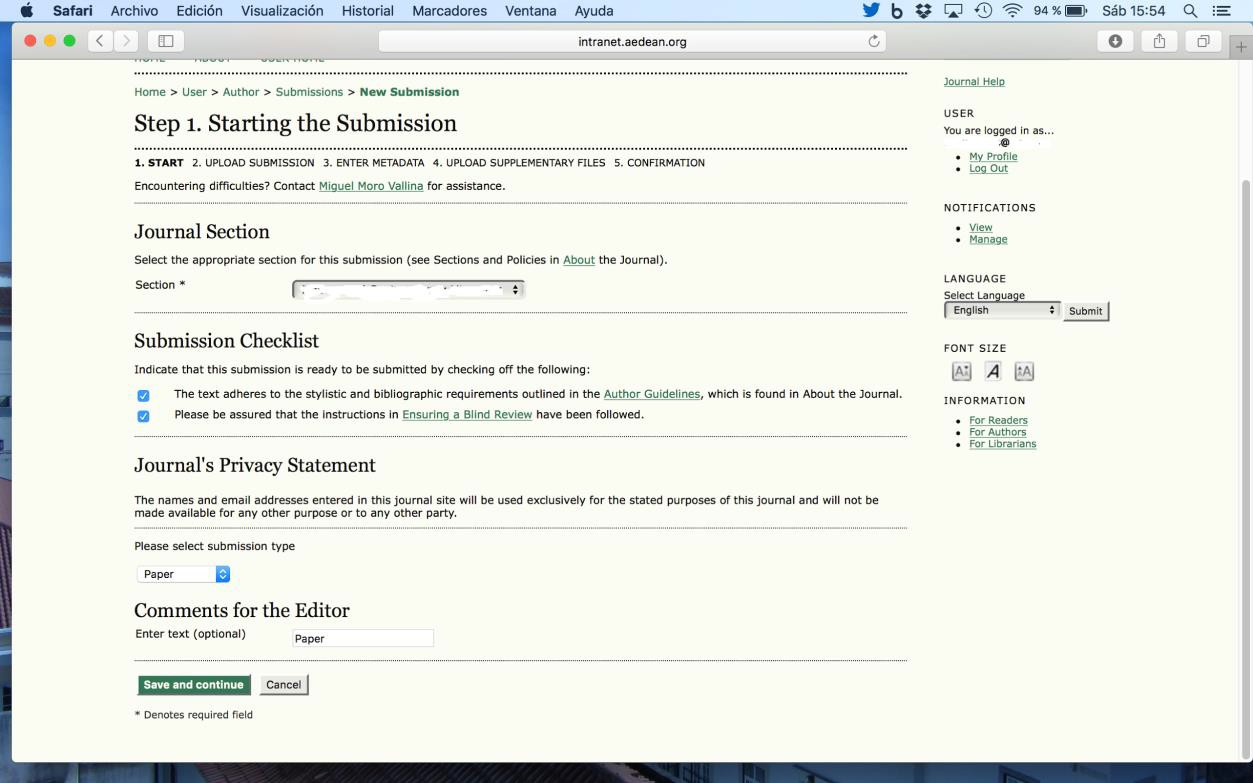 Safari Archivo Edición Visualización Historial Marcadores Ventana Ayuda 94 % Sáb 15:54
intranet.aedean.org
HOME ABOUT USER HOME
Home > User > Author > Submissions > New Submission
Step 1. Starting the Submission
1. START 2. UPLOAD SUBMISSION 3. ENTER METADATA 4. UPLOAD SUPPLEMENTARY FILES 5. CONFIRMATION
Encountering difficulties? Contact Miguel Moro Vallina for assistance.
Journal Section
Select the appropriate section for this submission (see Sections and Policies in About the Journal).
Section *
Submission Checklist
Indicate that this submission is ready to be submitted by checking off the following:
The text adheres to the stylistic and bibliographic requirements outlined in the Author Guidelines, which is found in About the Journal.
Please be assured that the instructions in Ensuring a Blind Review have been followed.
Journal's Privacy Statement
The names and email addresses entered in this journal site will be used exclusively for the stated purposes of this journal and will not be
made available for any other purpose or to any other party.
Please select submission type
Paper
Comments for the Editor
Enter text (optional) Paper
Save and continue Cancel
* Denotes required field
Journal Help
USER
You are logged in as...
@
My Profile
Log Out
NOTIFICATIONS
View
Manage
LANGUAGE
Select Language
English Submit
FONT SIZE
INFORMATION
For Readers
For Authors
For Librarians